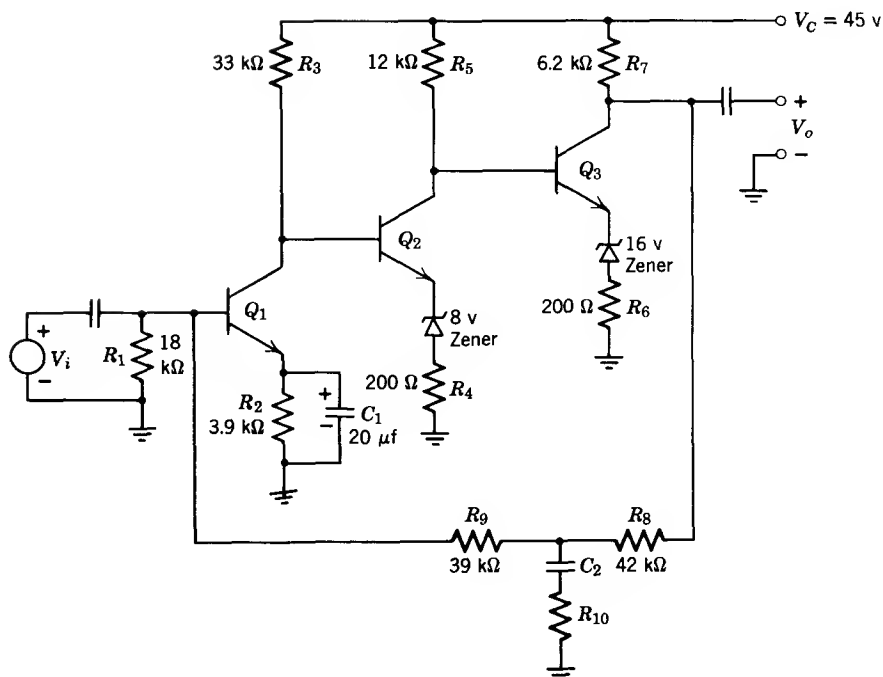 V_C = 45 v
33 kΩ R_3
12 kΩ R_5
6.2 kΩ R_7
+
V_o
−
Q_3
Q_2
16 v
Zener
200 Ω R_6
Q_1
8 v
Zener
+
V_i
−
R_1 18
kΩ
200 Ω R_4
R_2
3.9 kΩ
+
−
C_1
20 μf
R_9
39 kΩ
R_8
42 kΩ
C_2
R_10